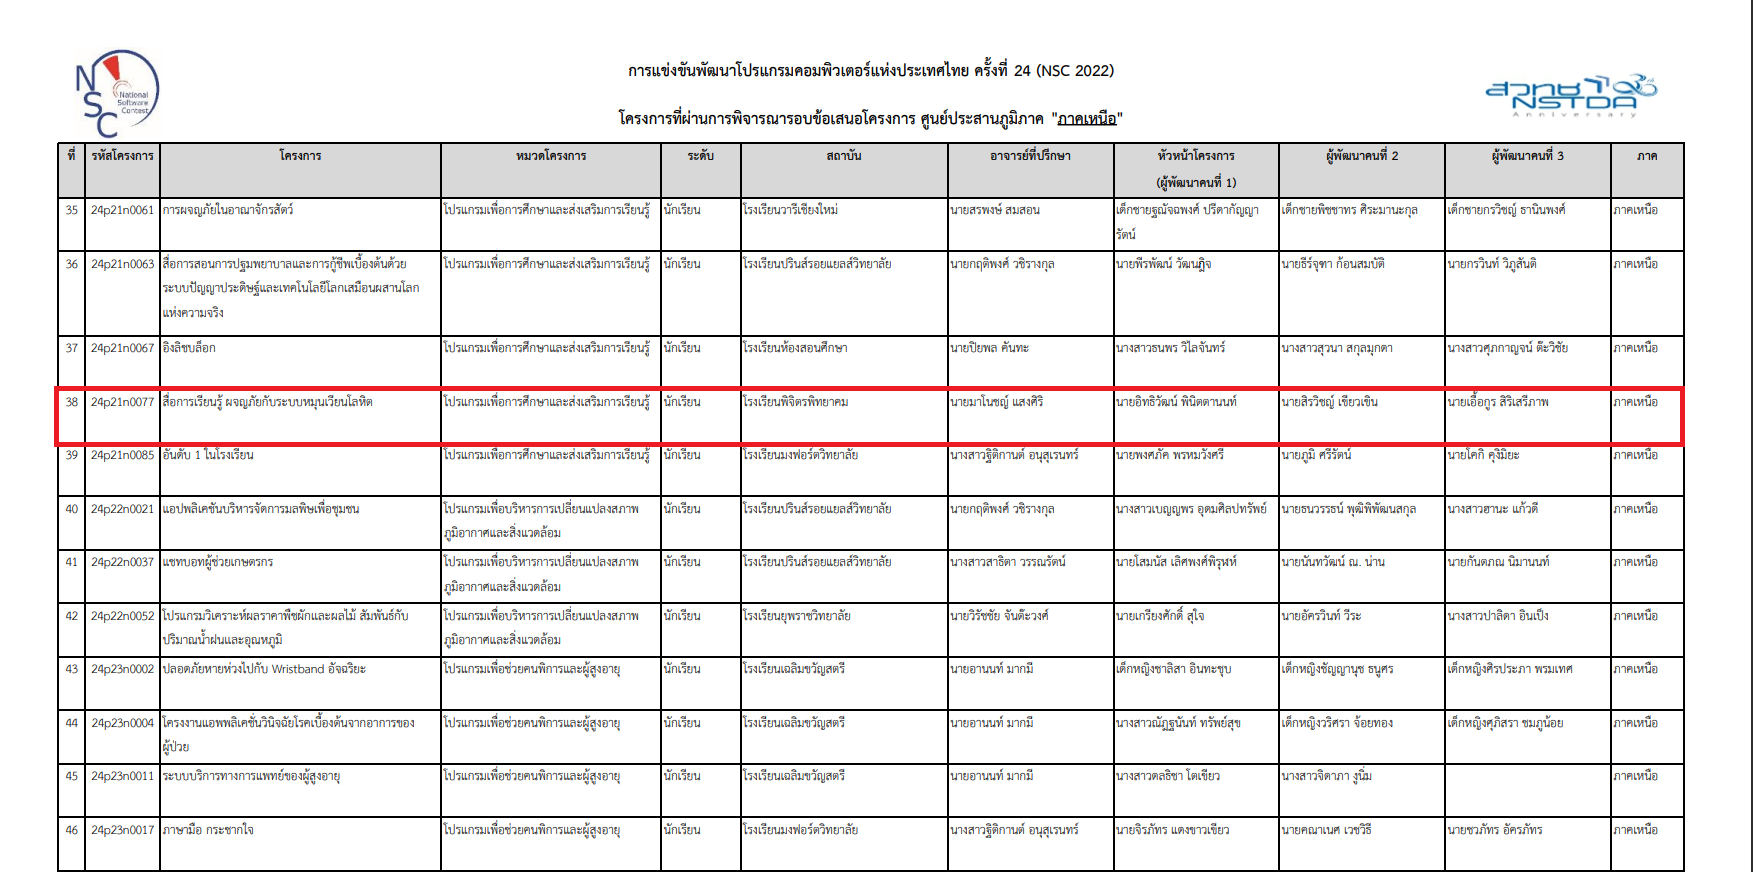 NSC
National
Software
Contest
การแข่งขันพัฒนาโปรแกรมคอมพิวเตอร์แห่งประเทศไทย ครั้งที่ 24 (NSC 2022)
โครงการที่ผ่านการพิจารณารอบข้อเสนอโครงการ ศูนย์ประสานภูมิภาค "ภาคเหนือ"
สวทช
NSTDA
Anniversary
ที่ รหัสโครงการ โครงการ หมวดโครงการ ระดับ สถาบัน อาจารย์ที่ปรึกษา หัวหน้าโครงการ ผู้พัฒนาคนที่ 2 ผู้พัฒนาคนที่ 3 ภาค
(ผู้พัฒนาคนที่ 1)
35 24p21n0061 การผจญภัยในอาณาจักรสัตว์ โปรแกรมเพื่อการศึกษาและส่งเสริมการเรียนรู้ นักเรียน โรงเรียนวารีเชียงใหม่ นายสรพงษ์ สมสอน เด็กชายฐณัจฉพงศ์ ปรีดากัญญา เด็กชายพิชชาทร ศิระมานะกุล เด็กชายกรวิชญ์ ธานินพงศ์ ภาคเหนือ
รัตน์
36 24p21n0063 สื่อการสอนการปฐมพยาบาลและการกู้ชีพเบื้องต้นด้วย โปรแกรมเพื่อการศึกษาและส่งเสริมการเรียนรู้ นักเรียน โรงเรียนปรินส์รอยแยลส์วิทยาลัย นายกฤติพงศ์ วชิรางกุล นายพีรพัฒน์ วัฒนฎิจ นายธีร์จุฑา ก้อนสมบัติ นายกรวินท์ วิภูสันติ ภาคเหนือ
ระบบปัญญาประดิษฐ์และเทคโนโลยีโลกเสมือนผสานโลก
แห่งความจริง
37 24p21n0067 อิงลิชบล็อก โปรแกรมเพื่อการศึกษาและส่งเสริมการเรียนรู้ นักเรียน โรงเรียนห้องสอนศึกษา นายปิยพล คันทะ นางสาวธนพร วิไลจันทร์ นางสาวสุวนา สกุลมุกดา นางสาวศุภกาญจน์ ต๊ะวิชัย ภาคเหนือ
38 24p21n0077 สื่อการเรียนรู้ ผจญภัยกับระบบหมุนเวียนโลหิต โปรแกรมเพื่อการศึกษาและส่งเสริมการเรียนรู้ นักเรียน โรงเรียนพิจิตรพิทยาคม นายมาโนชญ์ แสงศิริ นายอิทธิวัฒน์ พินิตตานนท์ นายสิรวิชญ์ เขียวเขิน นายเอื้อกูร สิริเสรีภาพ ภาคเหนือ
39 24p21n0085 อันดับ 1 ในโรงเรียน โปรแกรมเพื่อการศึกษาและส่งเสริมการเรียนรู้ นักเรียน โรงเรียนมงฟอร์ตวิทยาลัย นางสาวฐิติกานต์ อนุสุเรนทร์ นายพงศภัค พรหมวังศรี นายภูมิ ศรีรัตน์ นายโคกิ คุงิมิยะ ภาคเหนือ
40 24p22n0021 แอปพลิเคชันบริหารจัดการมลพิษเพื่อชุมชน โปรแกรมเพื่อบริหารการเปลี่ยนแปลงสภาพ นักเรียน โรงเรียนปรินส์รอยแยลส์วิทยาลัย นายกฤติพงศ์ วชิรางกุล นางสาวเบญญพร อุดมศิลปทรัพย์ นายธนวรรธน์ พุฒิพิพัฒนสกุล นางสาวฮานะ แก้วดี ภาคเหนือ
ภูมิอากาศและสิ่งแวดล้อม
41 24p22n0037 แชทบอทผู้ช่วยเกษตรกร โปรแกรมเพื่อบริหารการเปลี่ยนแปลงสภาพ นักเรียน โรงเรียนปรินส์รอยแยลส์วิทยาลัย นางสาวสาธิตา วรรณรัตน์ นายโสมนัส เลิศพงศ์พิรุฬห์ นายนันทวัฒน์ ณ. น่าน นายกันตภณ นิมานนท์ ภาคเหนือ
ภูมิอากาศและสิ่งแวดล้อม
42 24p22n0052 โปรแกรมวิเคราะห์ผลราคาพืชผักและผลไม้ สัมพันธ์กับ โปรแกรมเพื่อบริหารการเปลี่ยนแปลงสภาพ นักเรียน โรงเรียนยุพราชวิทยาลัย นายวิรัชชัย จันต๊ะวงศ์ นายเกรียงศักดิ์ สุใจ นายอัครวินท์ วีระ นางสาวปาลิดา อินเป็ง ภาคเหนือ
ปริมาณน้ำฝนและอุณหภูมิ ภูมิอากาศและสิ่งแวดล้อม
43 24p23n0002 ปลอดภัยหายห่วงไปกับ Wristband อัจฉริยะ โปรแกรมเพื่อช่วยคนพิการและผู้สูงอายุ นักเรียน โรงเรียนเฉลิมขวัญสตรี นายอานนท์ มากมี เด็กหญิงชาลิสา อินทะชุบ เด็กหญิงชัญญานุช ธนูศร เด็กหญิงศิรประภา พรมเทศ ภาคเหนือ
44 24p23n0004 โครงงานแอพพลิเคชั่นวินิจฉัยโรคเบื้องต้นจากอาการของ โปรแกรมเพื่อช่วยคนพิการและผู้สูงอายุ นักเรียน โรงเรียนเฉลิมขวัญสตรี นายอานนท์ มากมี นางสาวณัฏฐนันท์ ทรัพย์สุข เด็กหญิงวริศรา จ้อยทอง เด็กหญิงศุภิสรา ชมภูน้อย ภาคเหนือ
ผู้ป่วย
45 24p23n0011 ระบบบริการทางการแพทย์ของผู้สูงอายุ โปรแกรมเพื่อช่วยคนพิการและผู้สูงอายุ นักเรียน โรงเรียนเฉลิมขวัญสตรี นายอานนท์ มากมี นางสาวดลธิชา โตเขียว นางสาวจิดาภา งูนิ่ม ภาคเหนือ
46 24p23n0017 ภาษามือ กระชากใจ โปรแกรมเพื่อช่วยคนพิการและผู้สูงอายุ นักเรียน โรงเรียนมงฟอร์ตวิทยาลัย นางสาวฐิติกานต์ อนุสุเรนทร์ นายจิรภัทร แดงขาวเขียว นายคณาเนศ เวชวิธี นายชวภัทร อัครภัทร ภาคเหนือ